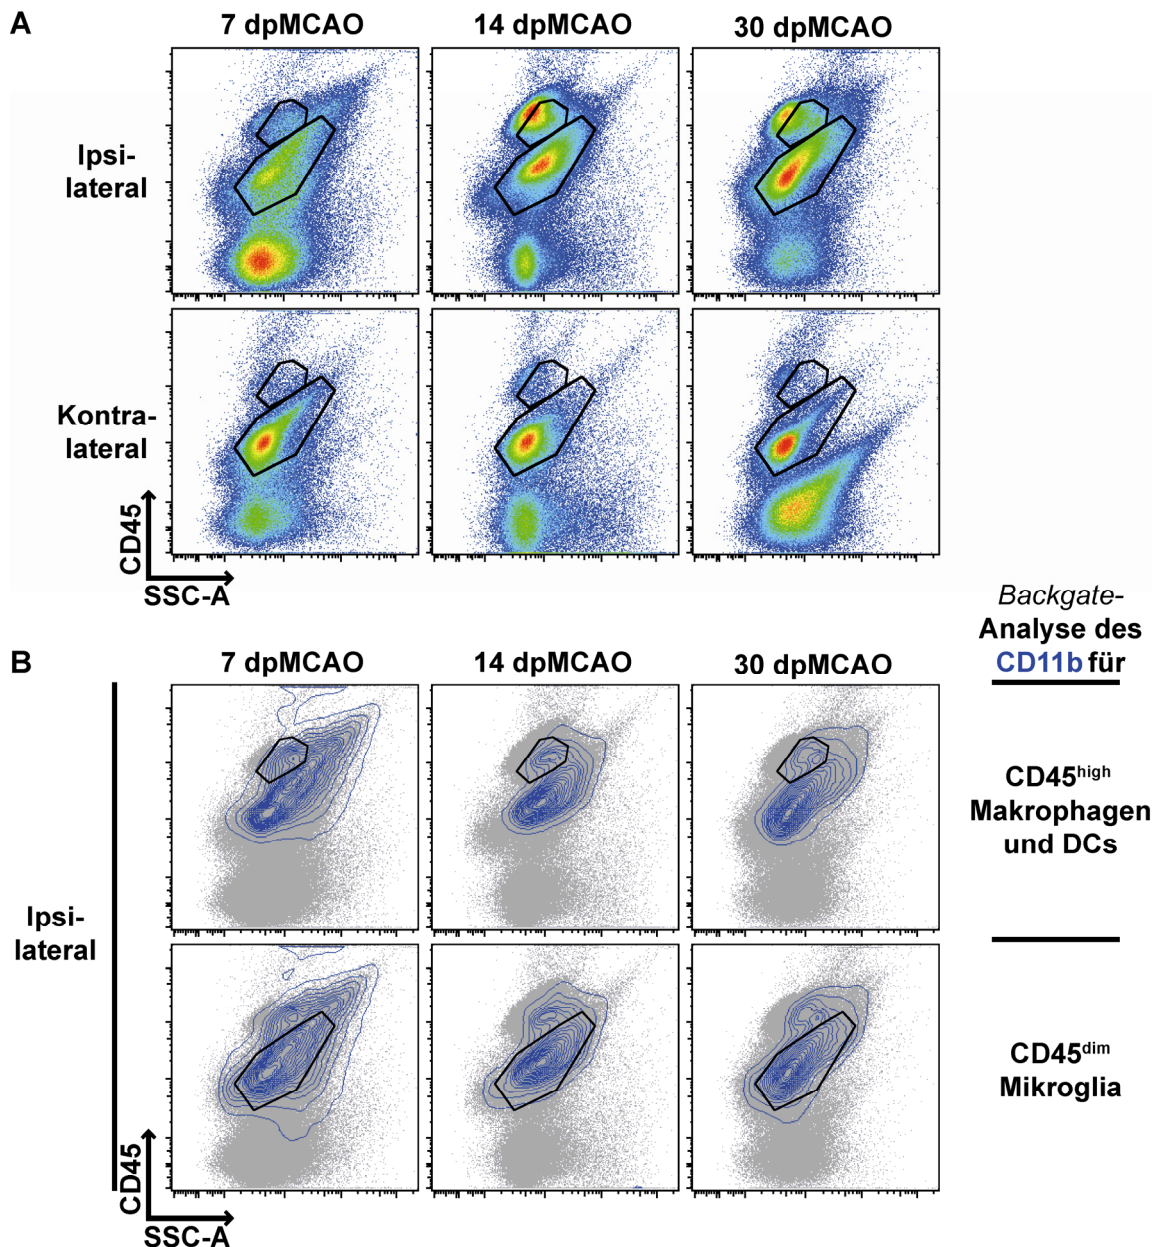 A
7 dpMCAO
14 dpMCAO
30 dpMCAO
Ipsi-
lateral
Kontra-
lateral
CD45
SSC-A
Backgate-
Analyse des
CD11b für
B
7 dpMCAO
14 dpMCAO
30 dpMCAO
Ipsi-
lateral
CD45high
Makrophagen
und DCs
CD45dim
Mikroglia
CD45
SSC-A